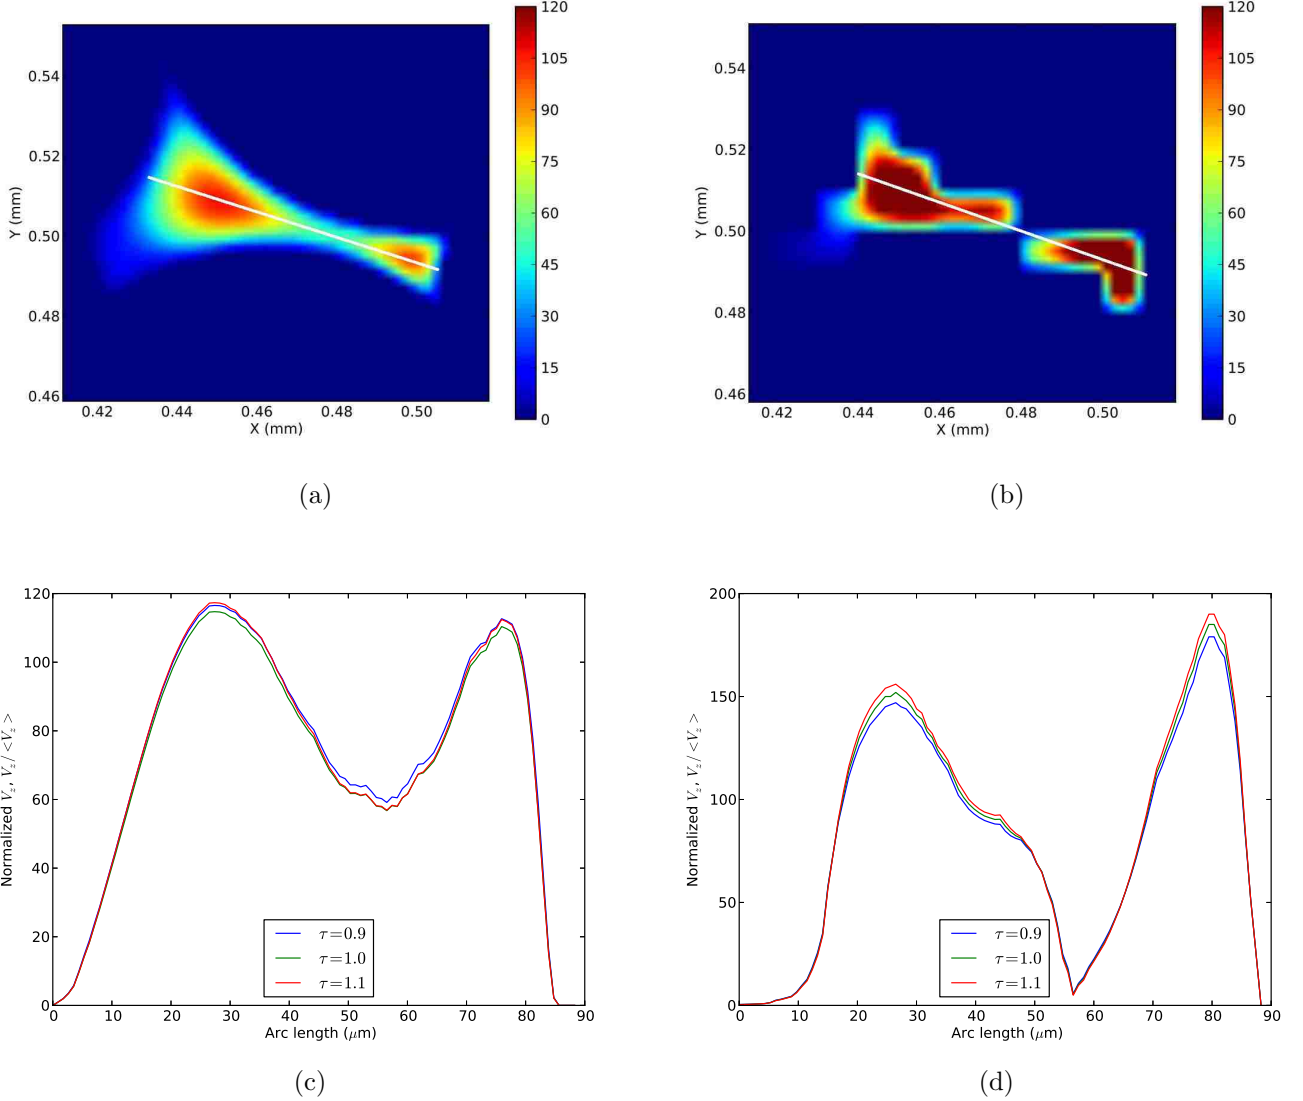 120
105
90
75
60
45
30
15
0
0.54
0.52
0.50
0.48
0.46
Y (mm)
0.42 0.44 0.46 0.48 0.50
X (mm)
(a)
120
105
90
75
60
45
30
15
0
0.54
0.52
0.50
0.48
0.46
Y (mm)
0.42 0.44 0.46 0.48 0.50
X (mm)
(b)
120
100
80
60
40
20
0
Normalized V_z, V_z/<V_z>
τ=0.9
τ=1.0
τ=1.1
0 10 20 30 40 50 60 70 80 90
Arc length (μm)
(c)
200
150
100
50
0
Normalized V_z, V_z/<V_z>
τ=0.9
τ=1.0
τ=1.1
0 10 20 30 40 50 60 70 80 90
Arc length (μm)
(d)